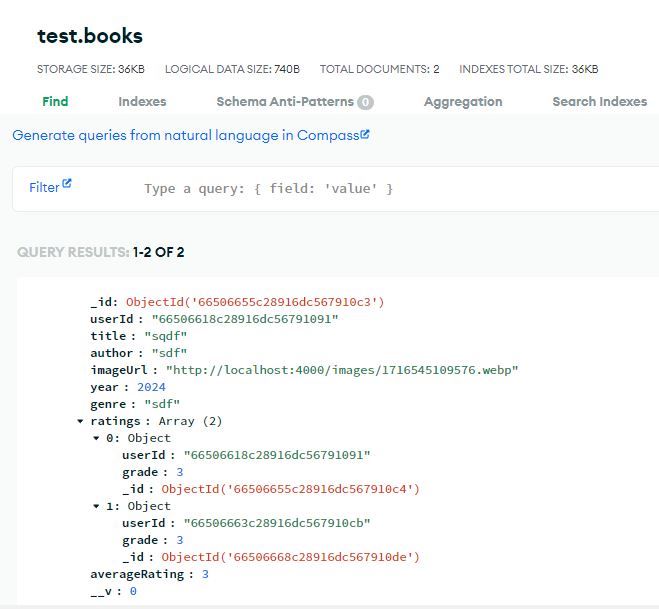 test.books
STORAGE SIZE: 36KB LOGICAL DATA SIZE: 740B TOTAL DOCUMENTS: 2 INDEXES TOTAL SIZE: 36KB
Find Indexes Schema Anti-Patterns 0 Aggregation Search Indexes
Generate queries from natural language in Compass
Filter Type a query: { field: 'value' }
QUERY RESULTS: 1-2 OF 2
_id: ObjectId('66506655c28916dc567910c3')
userId : "66506618c28916dc56791091"
title : "sqdf"
author : "sdf"
imageUrl : "http://localhost:4000/images/1716545109576.webp"
year : 2024
genre : "sdf"
ratings : Array (2)
0: Object
userId : "66506618c28916dc56791091"
grade : 3
_id : ObjectId('66506655c28916dc567910c4')
1: Object
userId : "66506663c28916dc567910cb"
grade : 3
_id : ObjectId('66506668c28916dc567910de')
averageRating : 3
__v : 0